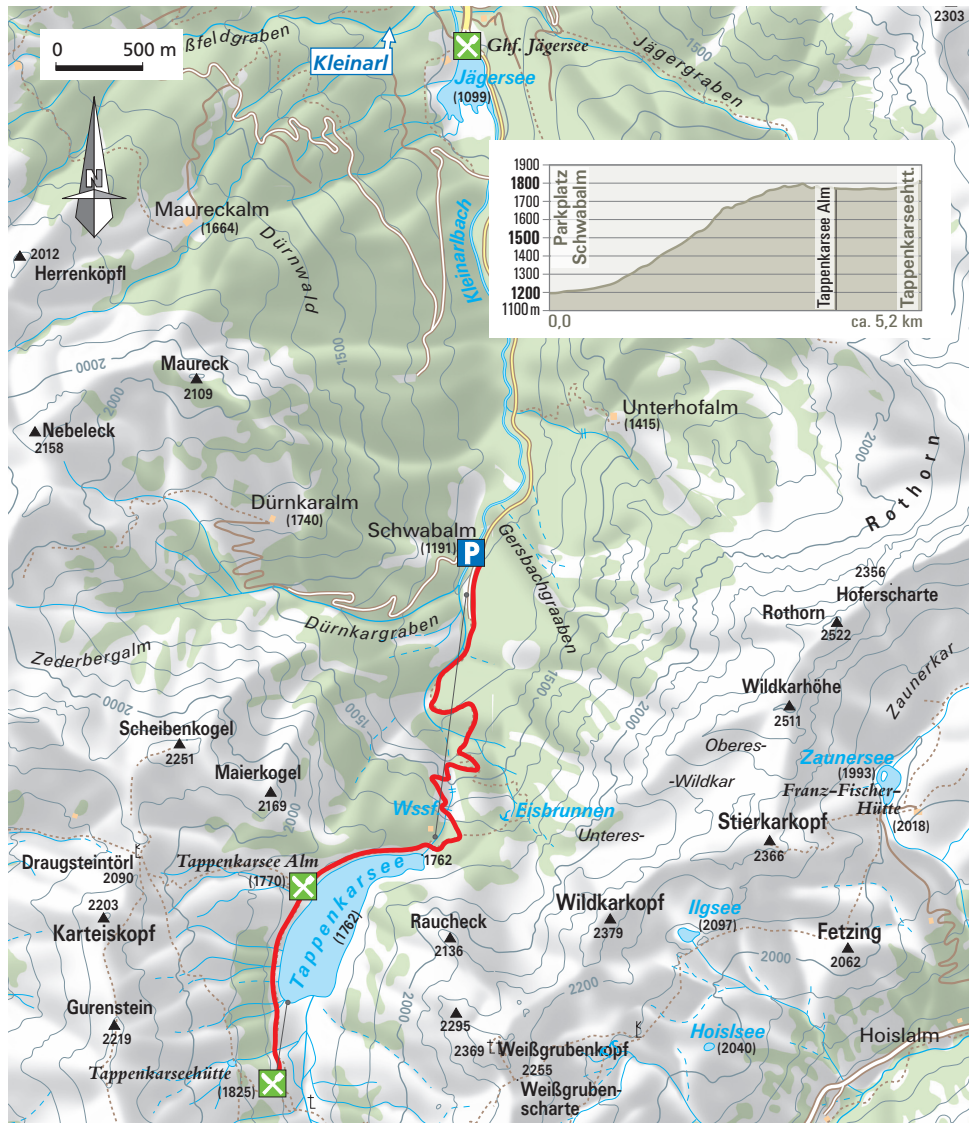 2303
0 500 m
ßfeldgraben
Kleinarl
Ghf. Jägersee
1500
Jägergraben
Jägersee
(1099)
N
Maureckalm
(1664)
2012
Herrenköpfl
Dürnwald
Kleinarlbach
1900
1800
1700
1600
1500
1400
1300
1200
1100 m
Parkplatz
Schwabalm
Tappenkarsee Alm
Tappenkarseehtt.
0,0
ca. 5,2 km
1500
2000
2000
Maureck
2109
Nebeleck
2158
Unterhofalm
(1415)
2000
Rothorn
Dürnkaralm
(1740)
Schwabalm
(1191)
P
Gersbachgraaben
2356
Hoferscharte
Rothorn
2522
Dürnkargraben
Zederbergalm
Zaunerkar
1500
2000
2000
1500
Wildkarhöhe
2511
Scheibenkogel
2251
Oberes-
-Wildkar
Zaunersee
(1993)
Franz-Fischer-
Hütte
(2018)
Maierkogel
2169
2000
Wssf
Eisbrunnen
Unteres-
Stierkarkopf
2366
1762
Draugsteintörl
2090
Tappenkarsee Alm
(1770)
Tappenkarsee
(1762)
2203
Karteiskopf
Raucheck
2136
Wildkarkopf
2379
Ilgsee
(2097)
Fetzing
2062
2000
2200
2000
Gurenstein
2219
2295
Hoislsee
(2040)
Hoislalm
2369
Weißgrubenkopf
2255
Weißgruben-
scharte
Tappenkarseehütte
(1825)